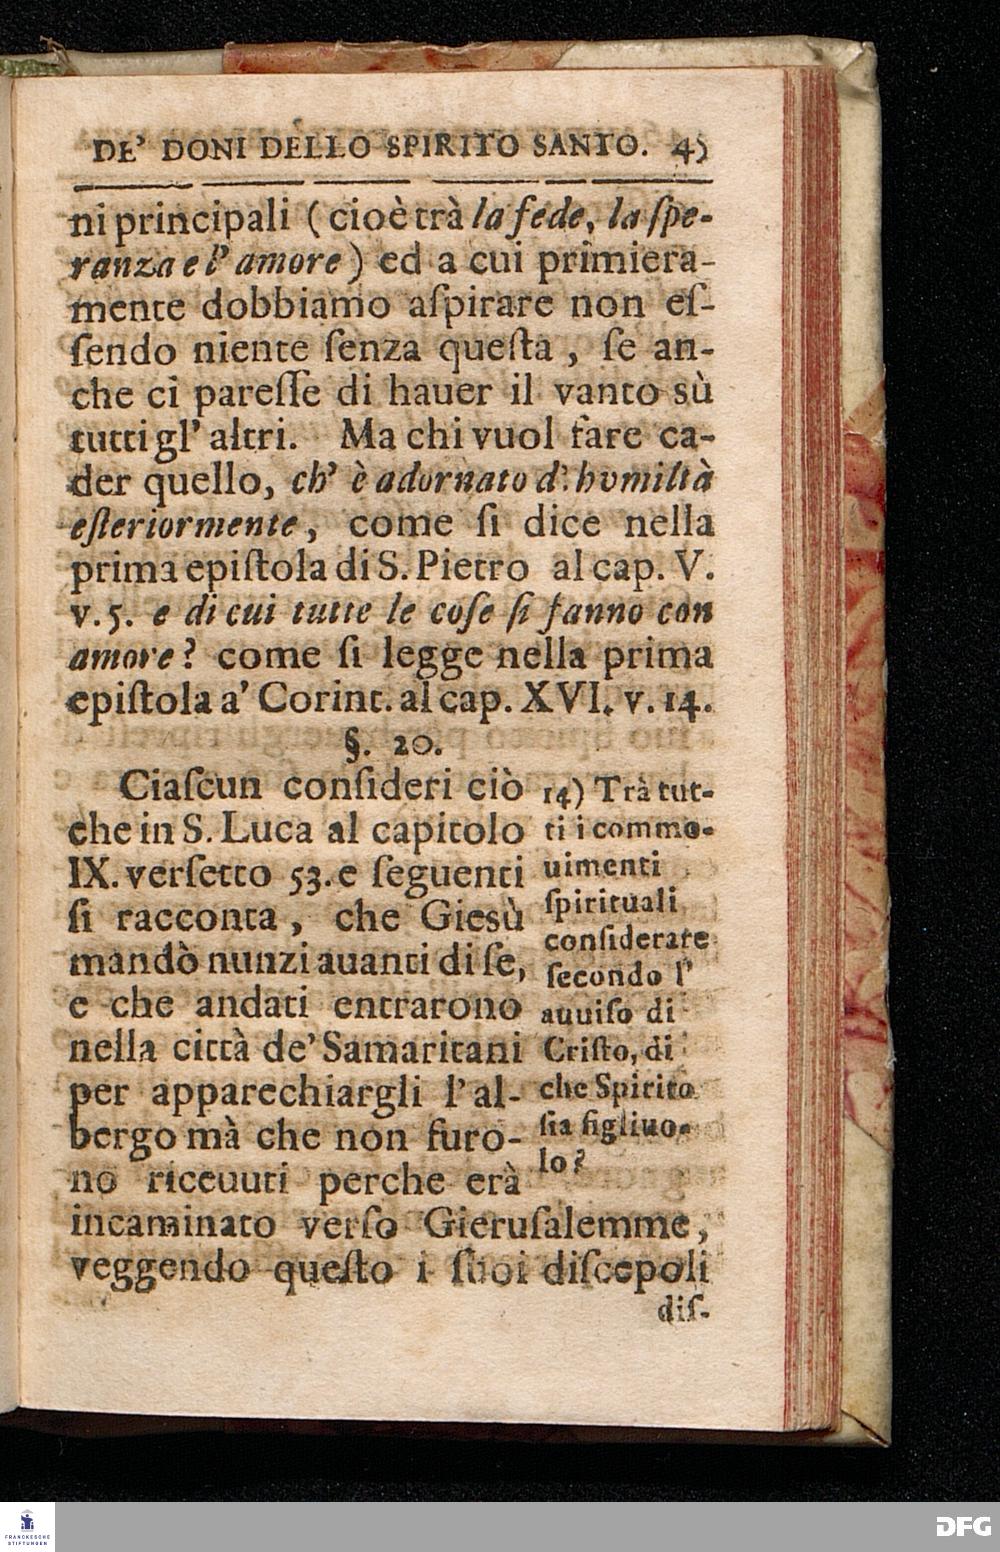 DE' DONI DELLO SPIRITO SANTO. 45
ni principali ( cioè trà la fede, la ſpe-
ranza e l' amore ) ed a cui primiera-
mente dobbiamo aſpirare non eſ-
ſendo niente ſenza queſta , ſe an-
che ci pareſſe di hauer il vanto sù
tutti gl' altri. Ma chi vuol fare ca-
der quello, ch' è adornato d' hvmiltà
eſteriormente , come ſi dice nella
prima epiſtola di S. Pietro al cap. V.
v. 5. e di cui tutte le coſe ſi fanno con
amore ? come ſi legge nella prima
epiſtola a' Corint. al cap. XVI. v. 14.
§. 20.
Ciaſcun conſideri ciò
che in S. Luca al capitolo
IX. verſetto 53. e ſeguenti
ſi racconta , che Giesù
mandò nunzi auanti di ſe,
e che andati entrarono
nella città de' Samaritani
per apparechiargli l' al-
bergo mà che non furo-
no riceuuti perche erà
incaminato verſo Gieruſalemme ,
veggendo queſto i ſuoi diſcepoli
14) Trà tut-
ti i commo-
uimenti
ſpirituali
conſiderate
ſecondo l'
auuiſo di
Criſto, di
che Spirito
ſia figliuo-
lo ?
diſ-
FRANCKESCHE
STIFTUNGEN
DFG